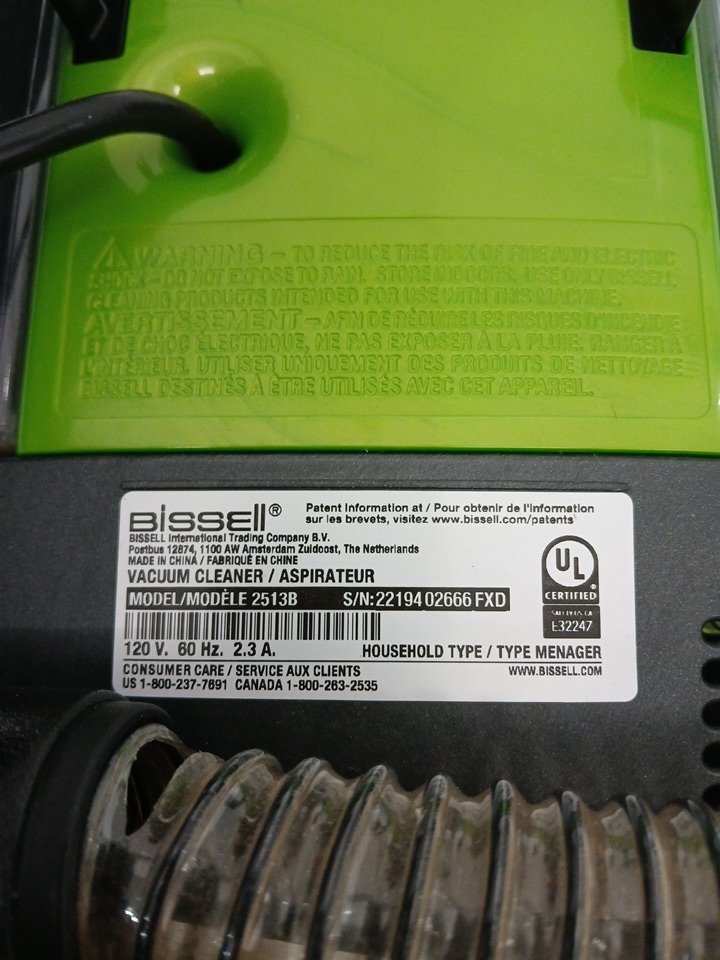 WARNING – TO REDUCE THE RISK OF FIRE AND ELECTRIC
SHOCK – DO NOT EXPOSE TO RAIN. STORE INDOORS. USE ONLY BISSELL
CLEANING PRODUCTS INTENDED FOR USE WITH THIS MACHINE.
AVERTISSEMENT – AFIN DE RÉDUIRE LES RISQUES D'INCENDIE
ET DE CHOC ÈLECTRIQUE, NE PAS EXPOSER À LA PLUIE. RANGER À
L'INTÉRIEUR. UTILISER UNIQUEMENT DES PRODUITS DE NETTOYAGE
BISSELL DESTINÉS À ÊTRE UTILISÉS AVEC CET APPAREIL.
BISSELL® Patent Information at / Pour obtenir de l'information
sur les brevets, visitez www.bissell.com/patents
BISSELL International Trading Company B.V.
Postbus 12874, 1100 AW Amsterdam Zuidoost, The Netherlands
MADE IN CHINA / FABRIQUÉ EN CHINE
VACUUM CLEANER / ASPIRATEUR
MODEL/MODÈLE 2513B S/N:22194 02666 FXD
120 V. 60 Hz. 2.3 A. HOUSEHOLD TYPE / TYPE MENAGER
CONSUMER CARE / SERVICE AUX CLIENTS
US 1-800-237-7691 CANADA 1-800-263-2535
WWW.BISSELL.COM
UL ®
CERTIFIED
SAFETY US CA
E32247